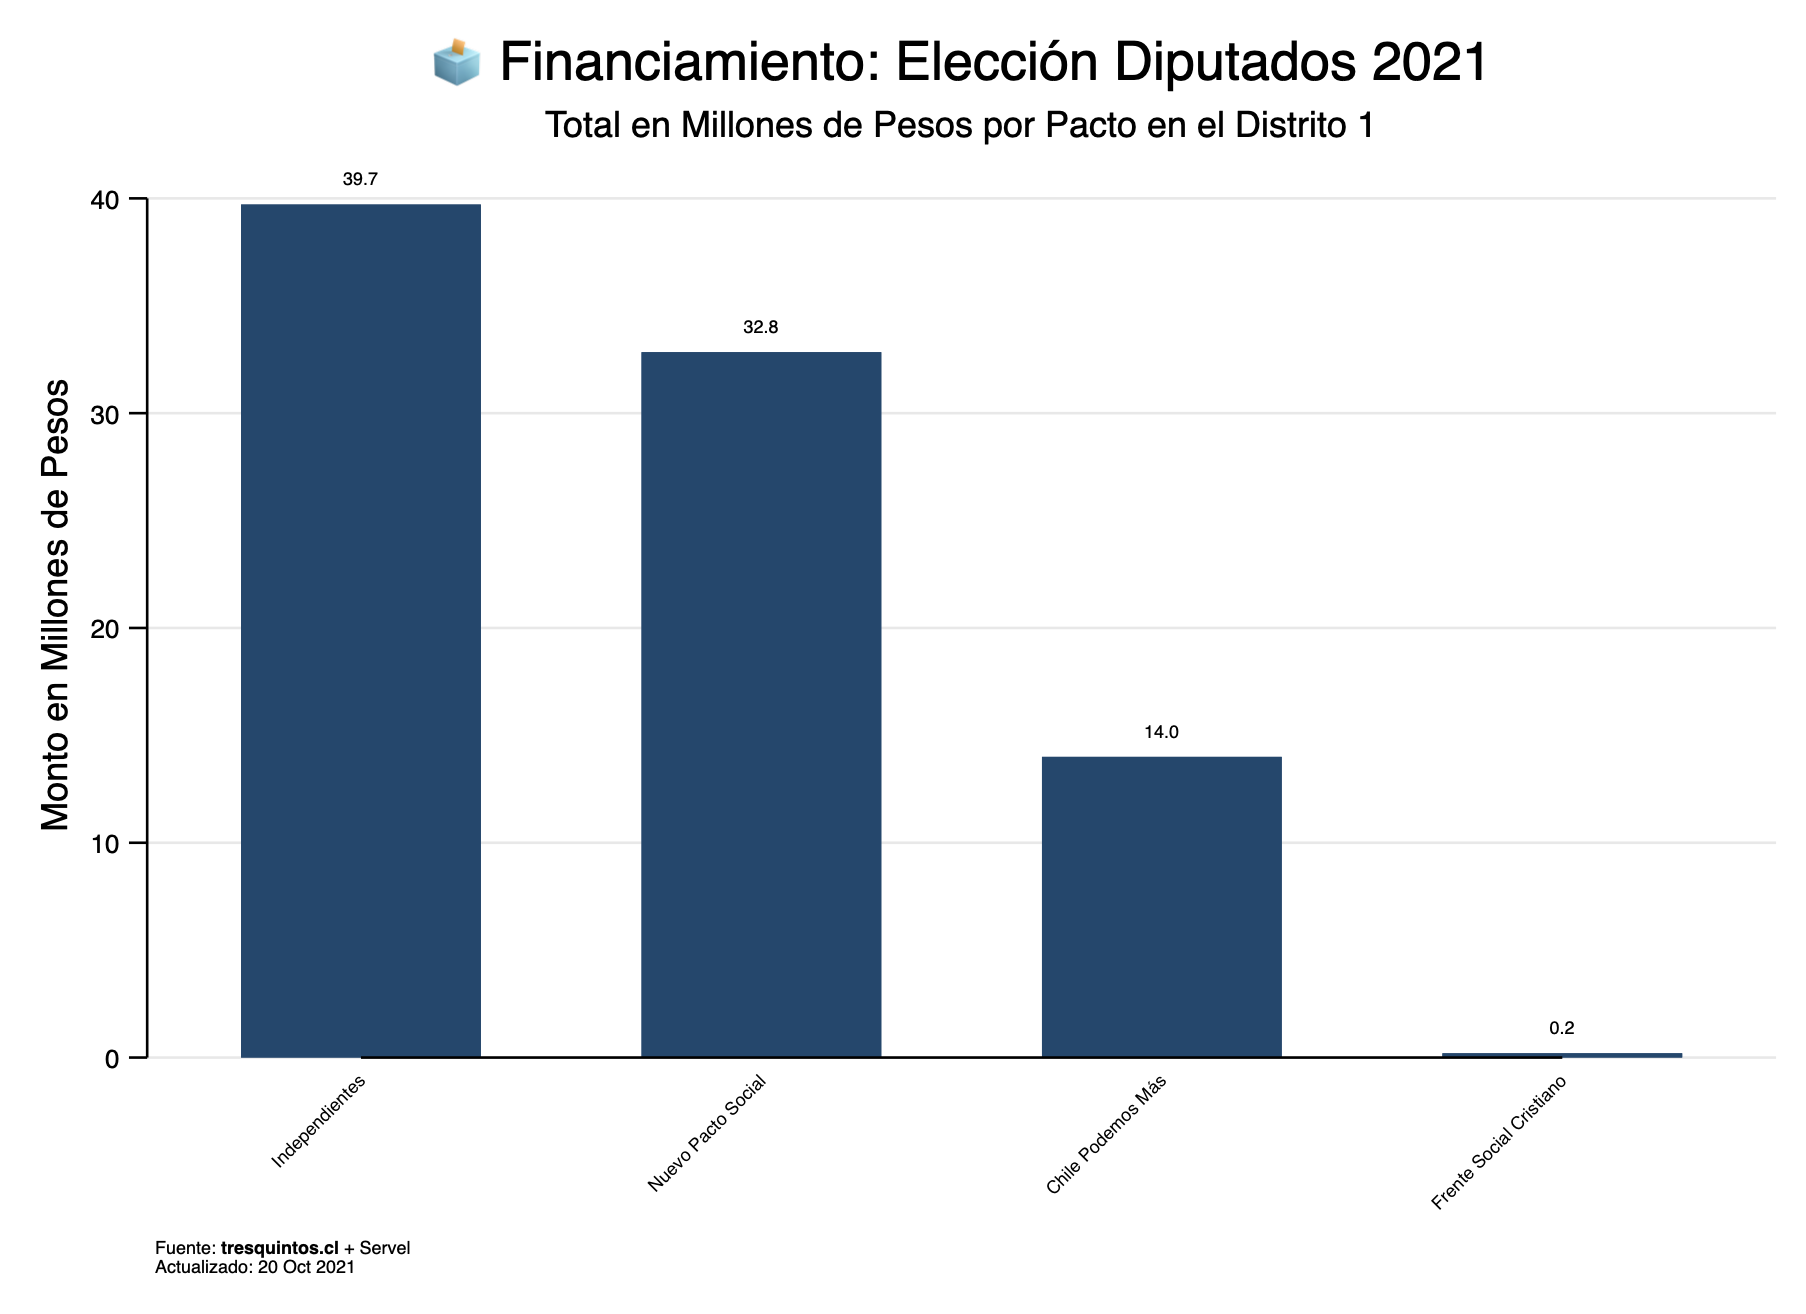 Financiamiento: Elección Diputados 2021
Total en Millones de Pesos por Pacto en el Distrito 1
Monto en Millones de Pesos
40
30
20
10
0
39.7
32.8
14.0
0.2
Independientes
Nuevo Pacto Social
Chile Podemos Más
Frente Social Cristiano
Fuente: tresquintos.cl + Servel
Actualizado: 20 Oct 2021